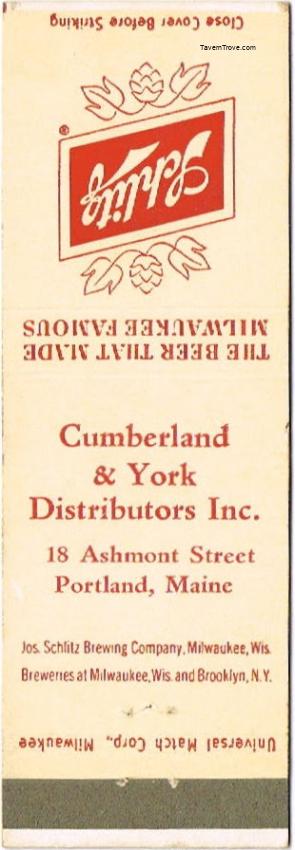 Close Cover Before Striking
TavernTrove.com
Schlitz
®
THE BEER THAT MADE
MILWAUKEE FAMOUS
Cumberland
& York
Distributors Inc.
18 Ashmont Street
Portland, Maine
Jos. Schlitz Brewing Company, Milwaukee, Wis.
Breweries at Milwaukee, Wis. and Brooklyn, N.Y.
Universal Match Corp., Milwaukee